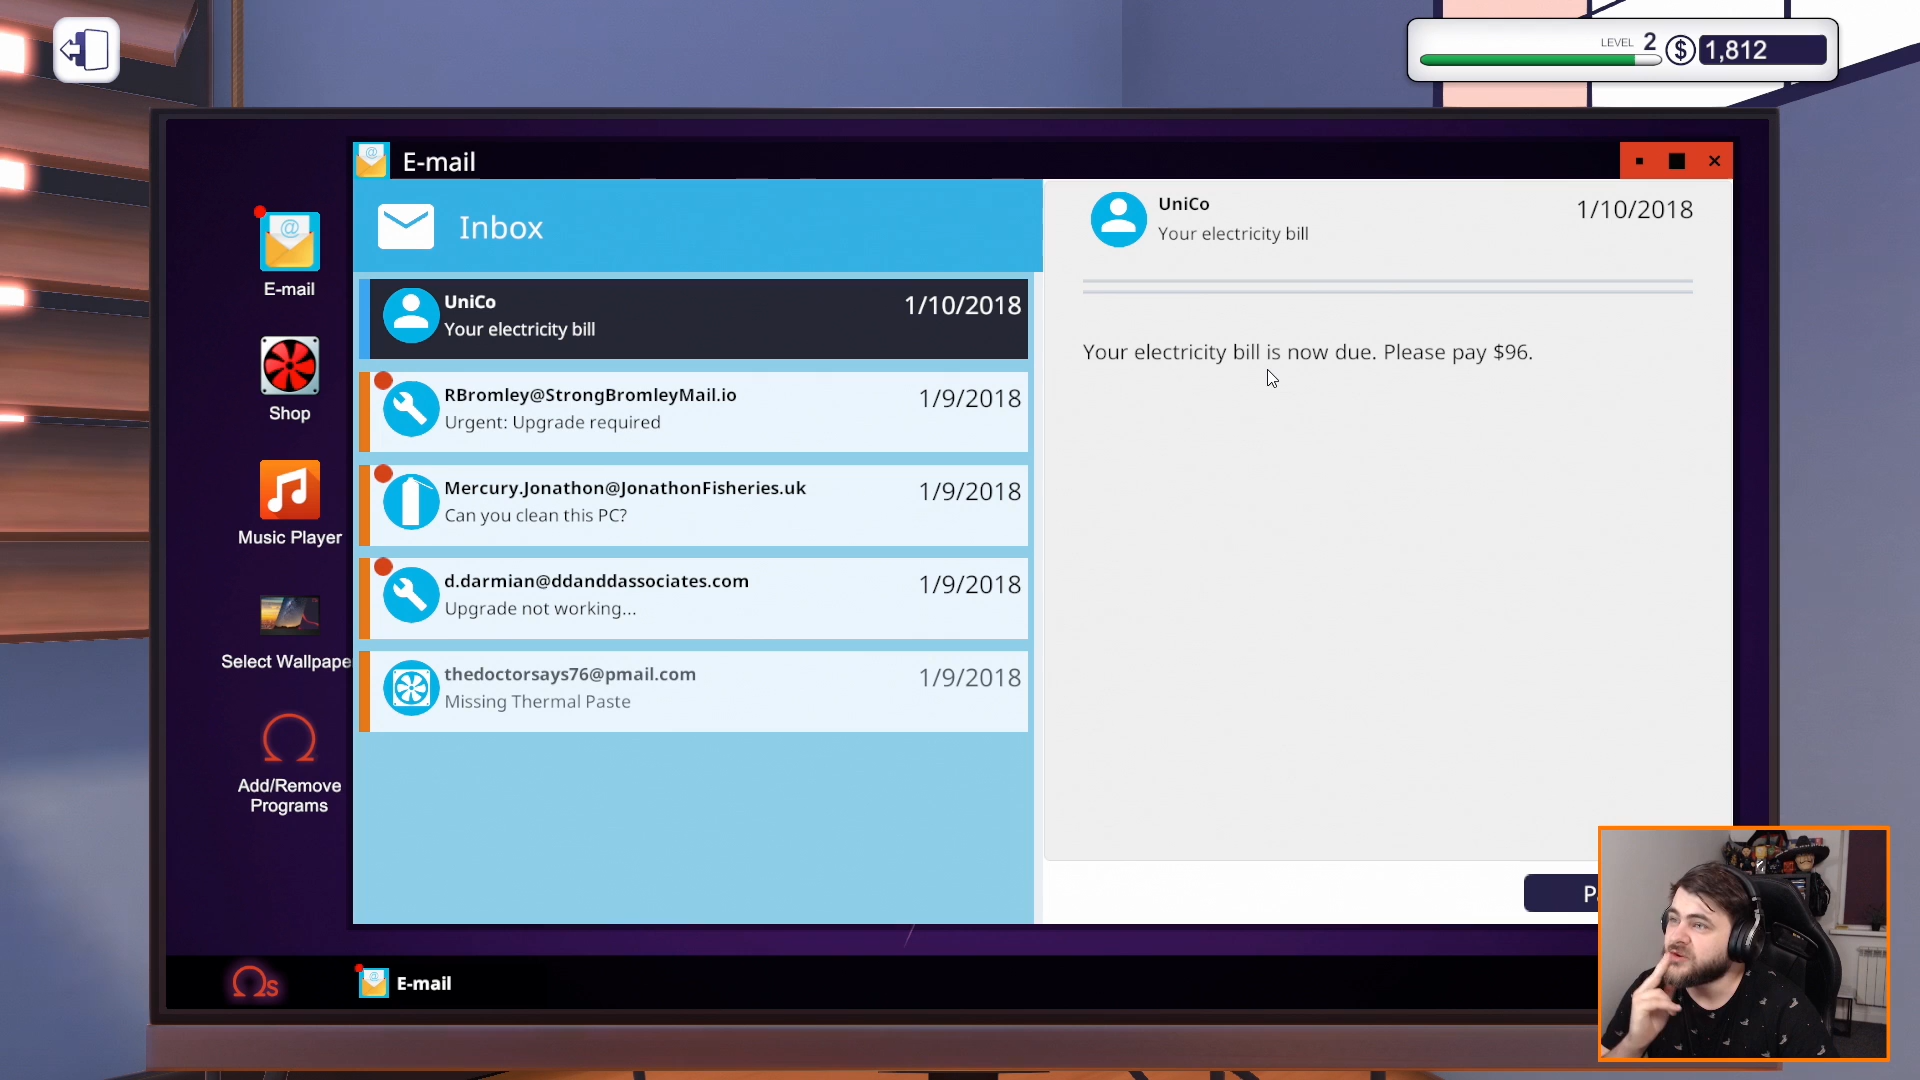 LEVEL 2 $ 1,812
E-mail
Inbox
UniCo
Your electricity bill
1/10/2018
RBromley@StrongBromleyMail.io
Urgent: Upgrade required
1/9/2018
Mercury.Jonathon@JonathonFisheries.uk
Can you clean this PC?
1/9/2018
d.darmian@ddanddassociates.com
Upgrade not working...
1/9/2018
thedoctorsays76@pmail.com
Missing Thermal Paste
1/9/2018
UniCo
Your electricity bill
1/10/2018
Your electricity bill is now due. Please pay $96.
E-mail
Shop
Music Player
Select Wallpape
Add/Remove
Programs
Ωs
E-mail